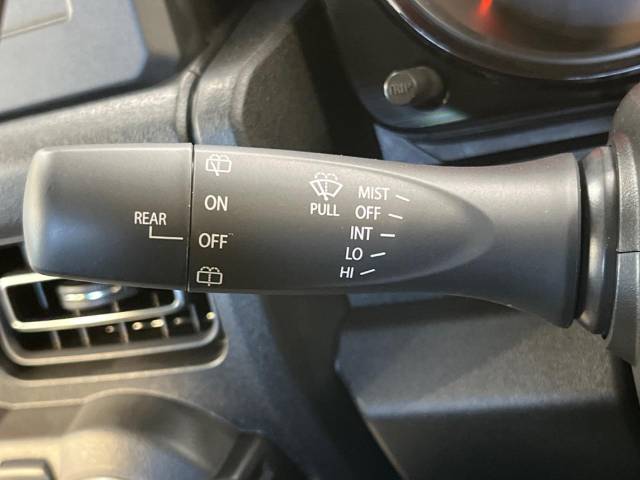 REAR
ON
OFF
PULL
MIST
OFF
INT
LO
HI
TRIP